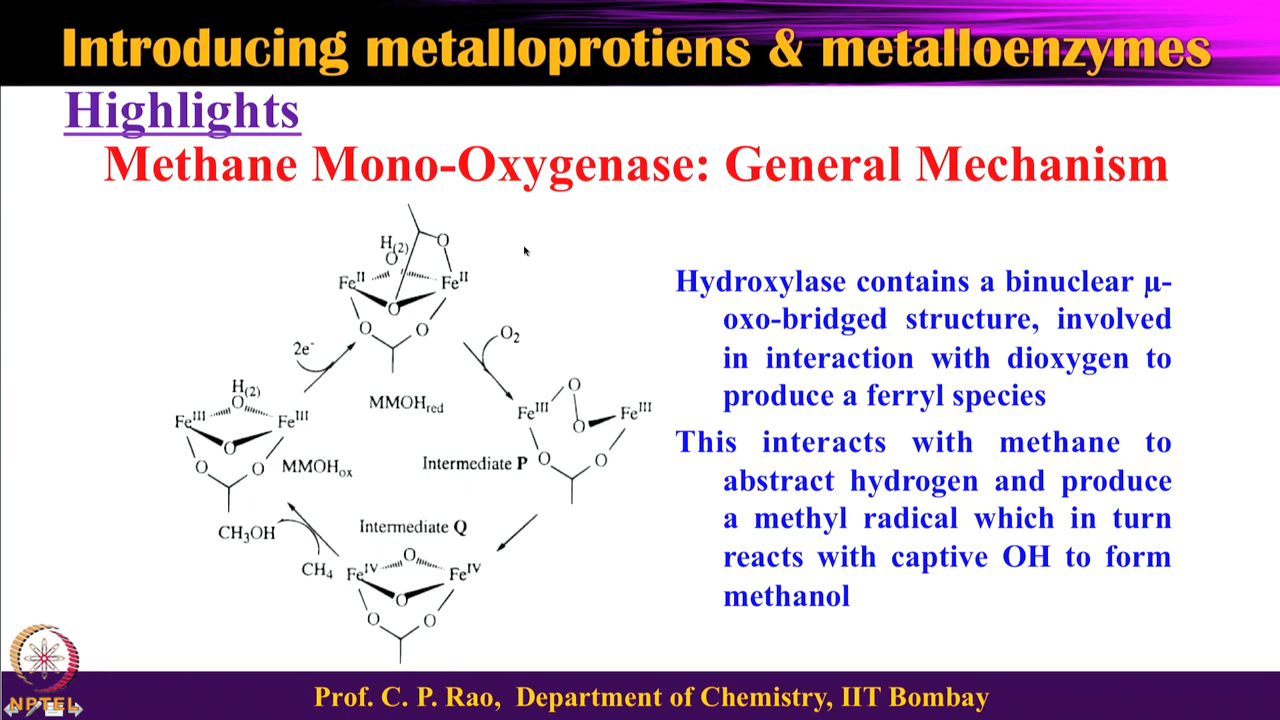 Introducing metalloprotiens & metalloenzymes
Highlights
Methane Mono-Oxygenase: General Mechanism
H(2)
O
O
Fe^II
Fe^II
O
O
O
2e⁻
O₂
MMOH_red
H(2)
O
Fe^III
Fe^III
O
O
O
MMOH_ox
O
Fe^III
Fe^III
O
O
O
Intermediate P
Intermediate Q
CH₃OH
CH₄
O
Fe^IV
Fe^IV
O
O
O
Hydroxylase contains a binuclear μ-
oxo-bridged structure, involved
in interaction with dioxygen to
produce a ferryl species
This interacts with methane to
abstract hydrogen and produce
a methyl radical which in turn
reacts with captive OH to form
methanol
NPTEL
Prof. C. P. Rao, Department of Chemistry, IIT Bombay